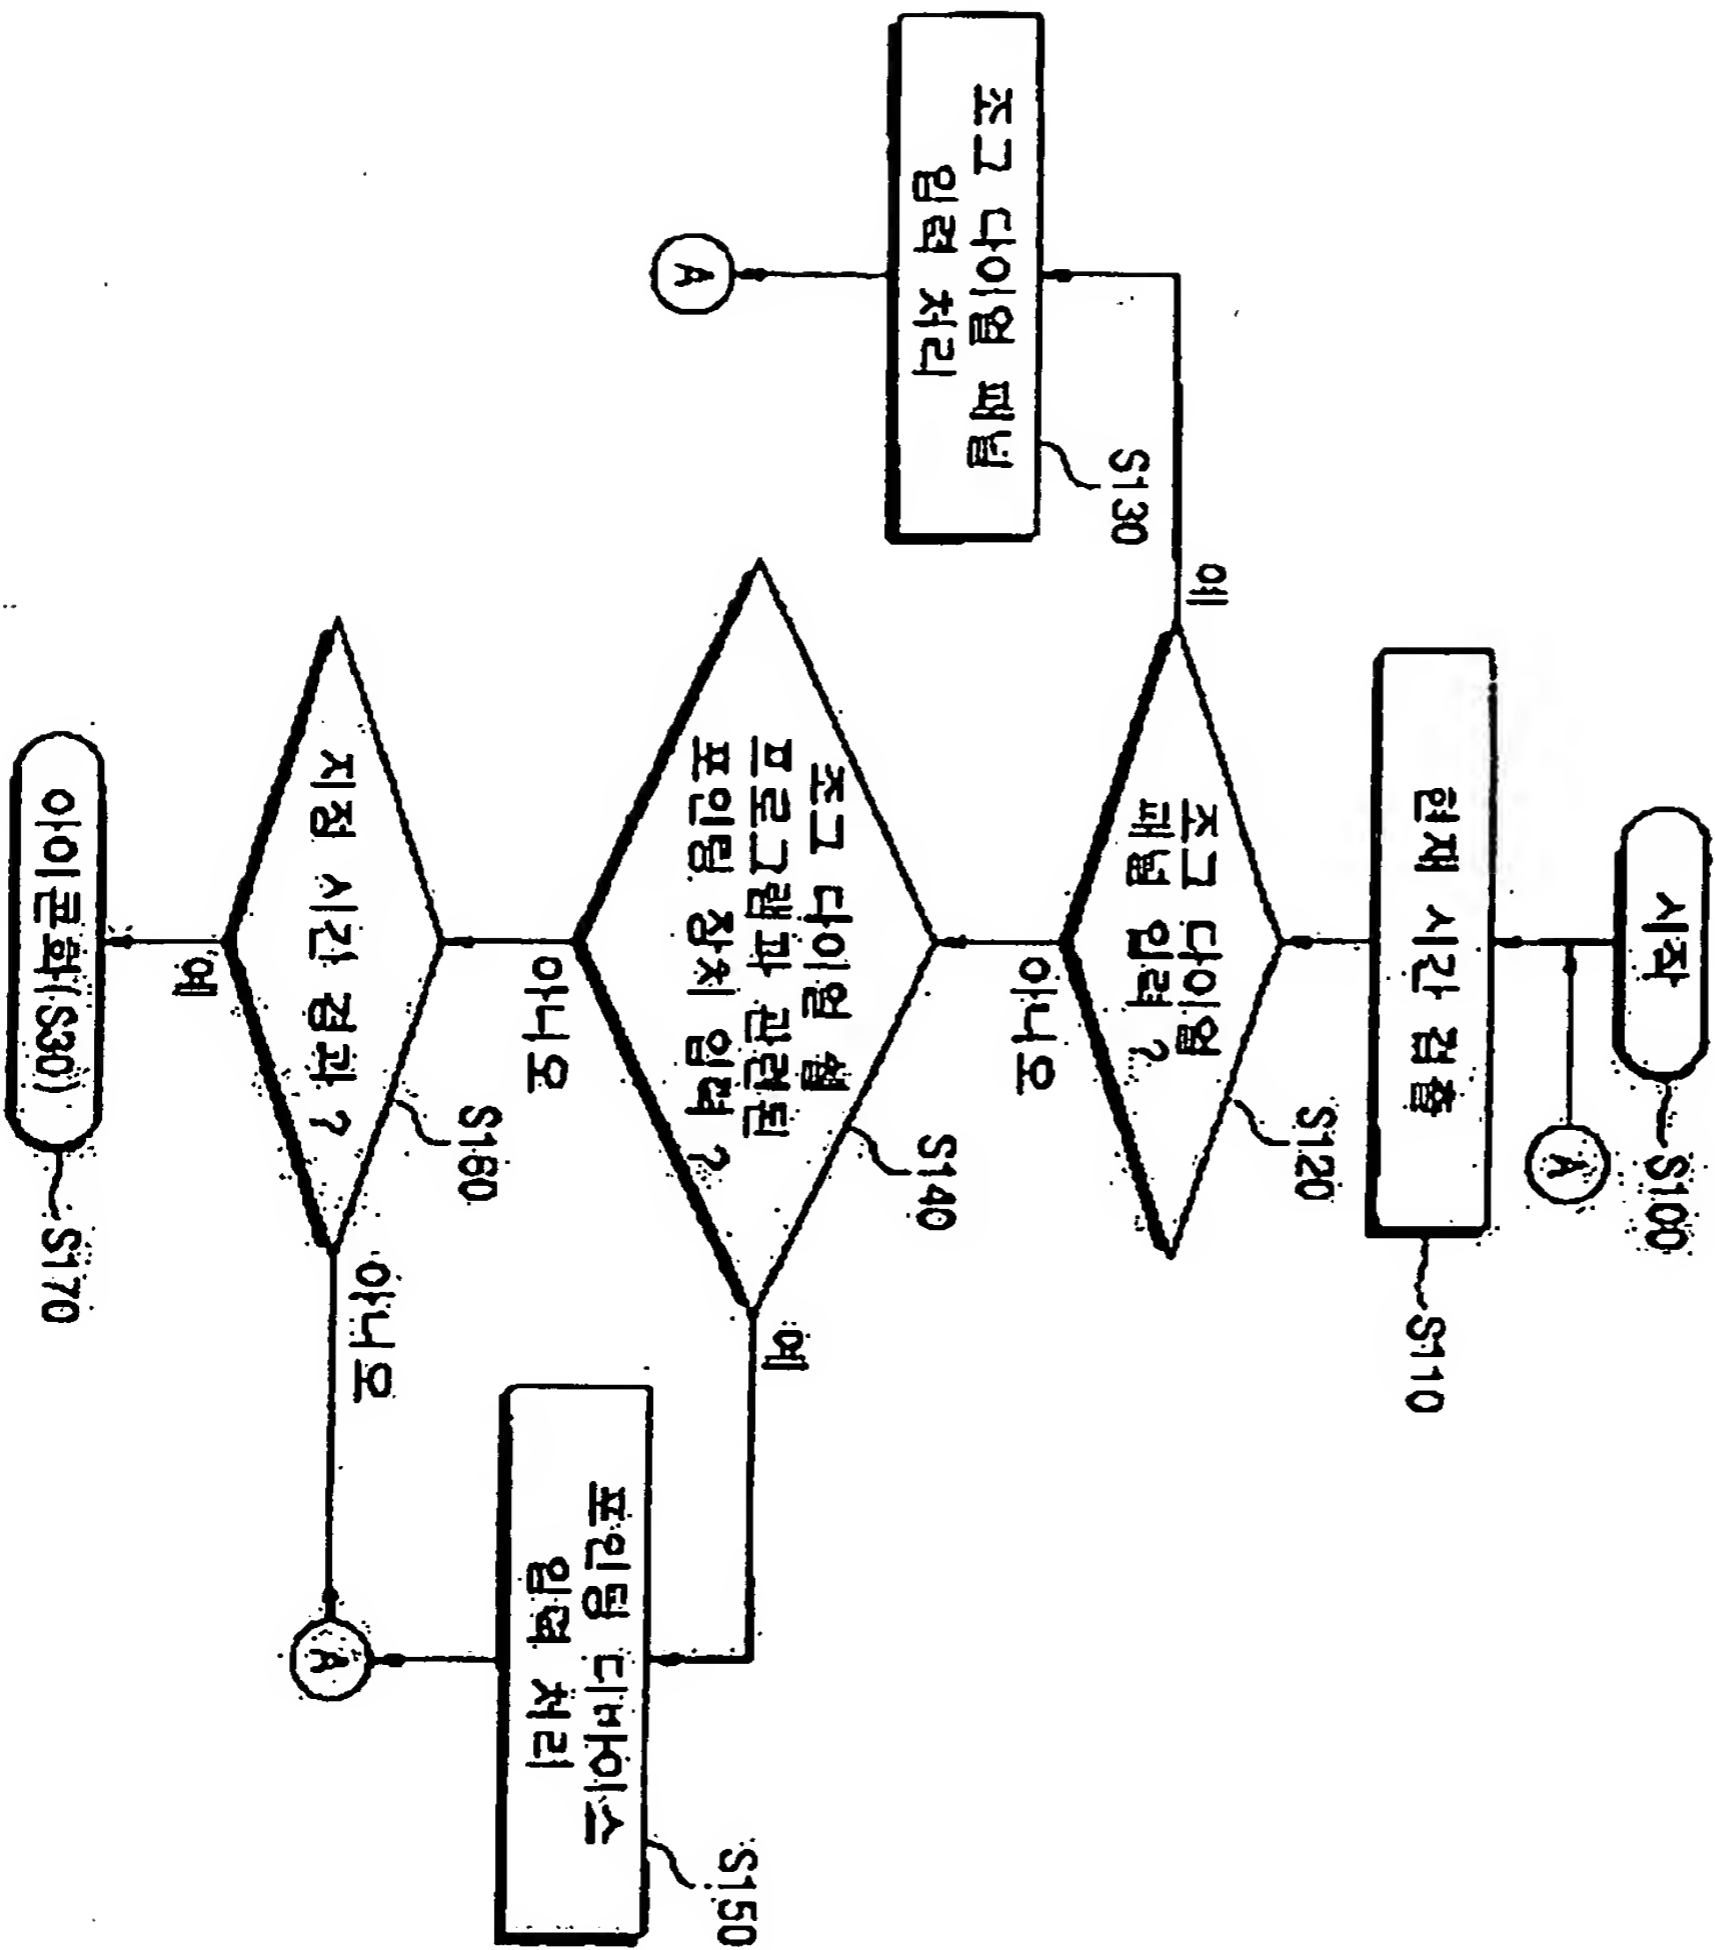 시작
S100
A
현재 시간 검출
S110
조그 다이얼
패널 입력 ?
S120
예
아니오
조그 다이얼 패널
입력 처리
S130
A
조그 다이얼 쉘
프로그램과 관련된
포인팅 장치 입력 ?
S140
예
아니오
포인팅 디바이스
입력 처리
S150
지정 시간 경과 ?
S160
아니오
A
예
아이콘화(S30)
S170